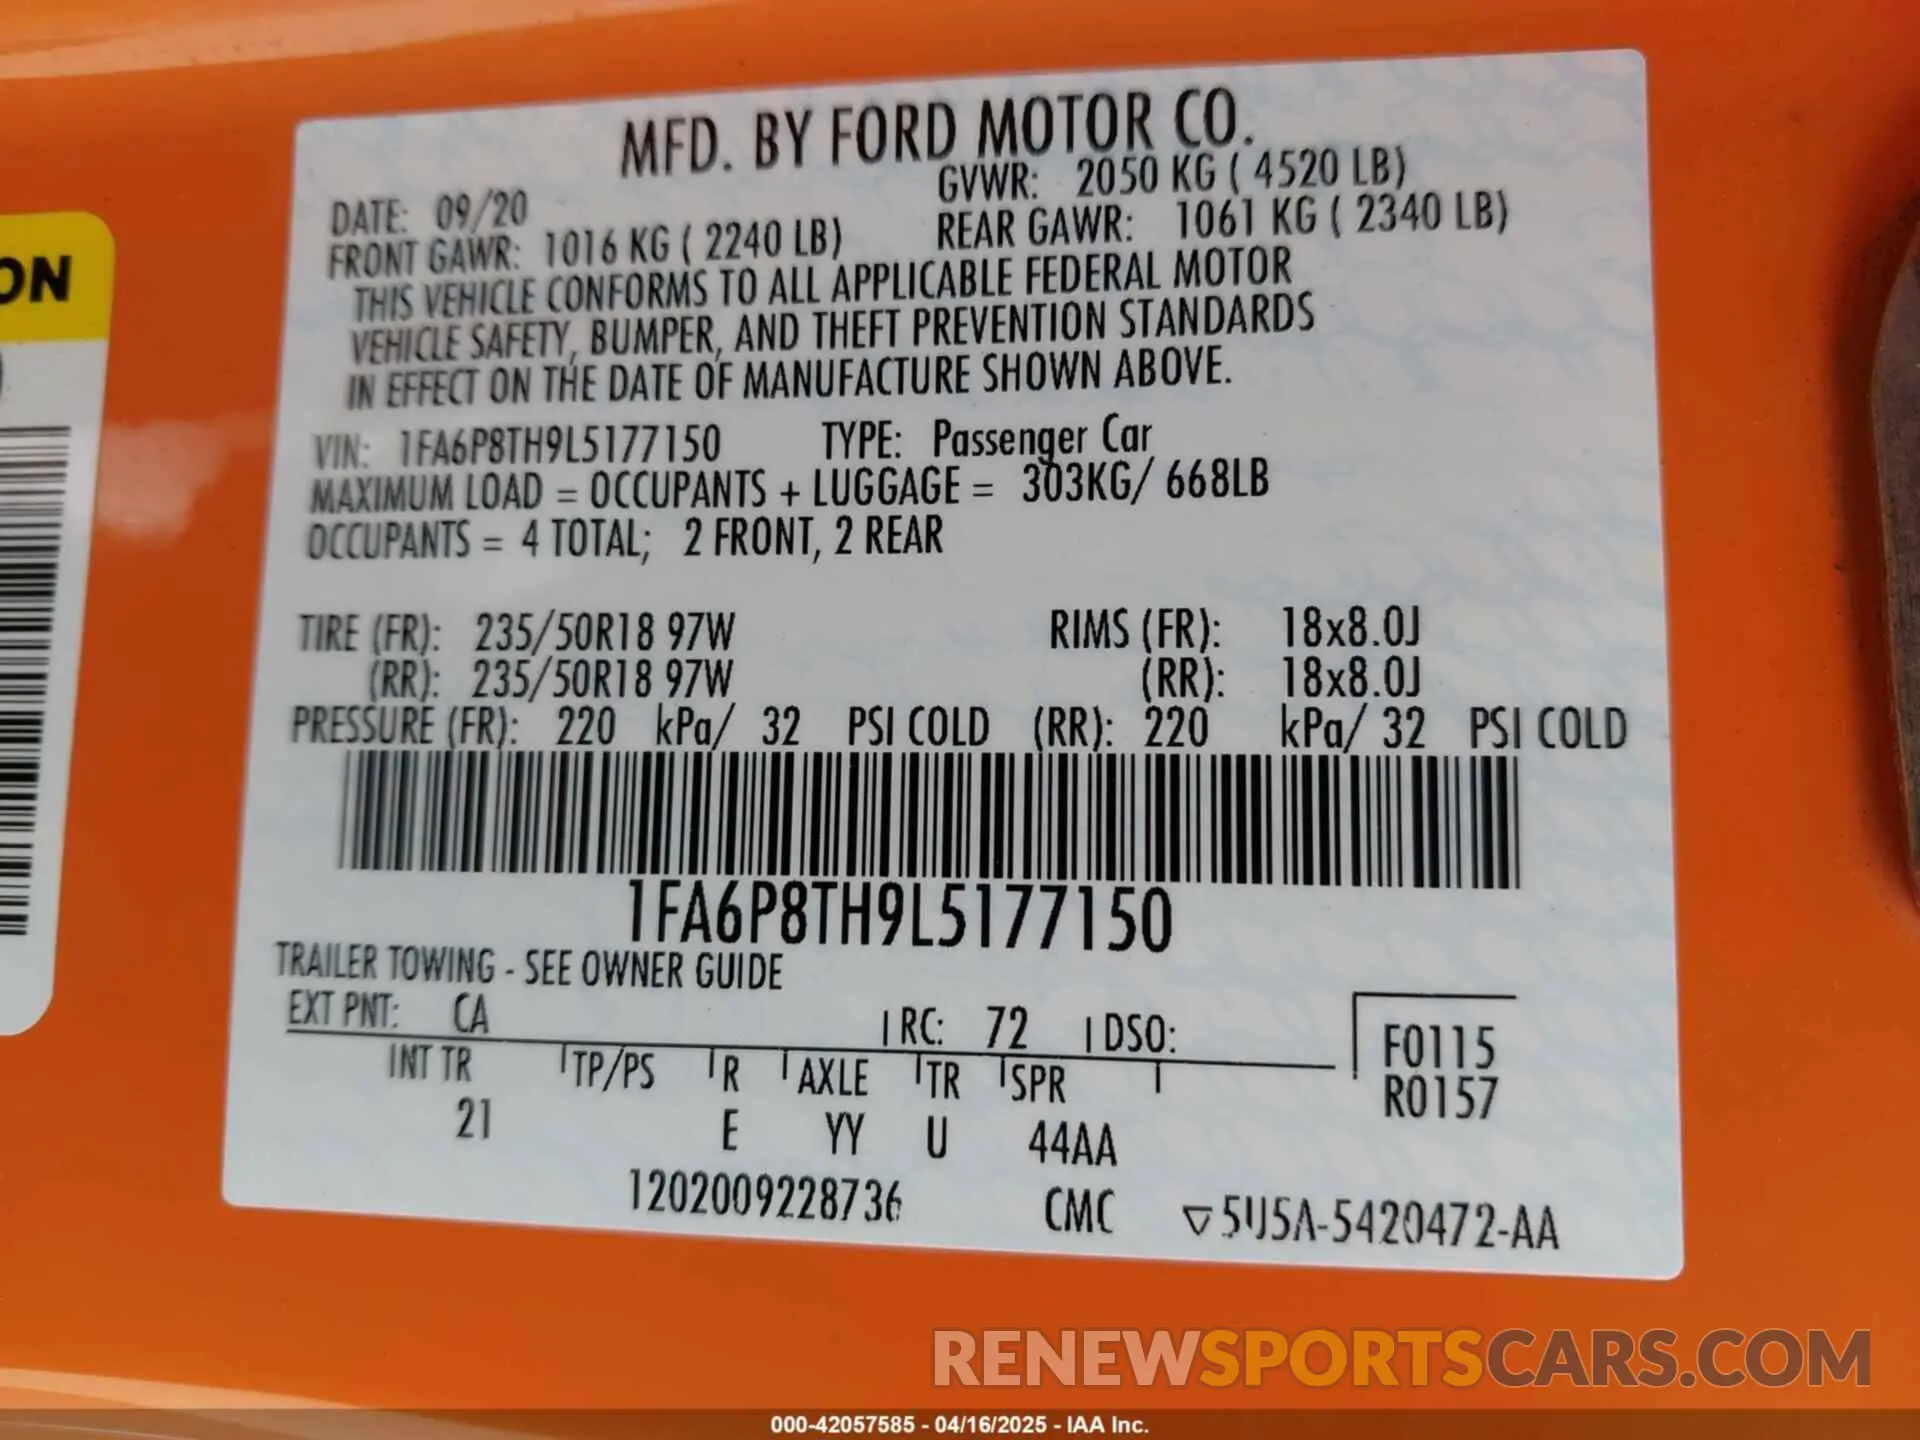 MFD. BY FORD MOTOR CO.
DATE: 09/20 GVWR: 2050 KG ( 4520 LB)
FRONT GAWR: 1016 KG ( 2240 LB) REAR GAWR: 1061 KG ( 2340 LB)
THIS VEHICLE CONFORMS TO ALL APPLICABLE FEDERAL MOTOR
VEHICLE SAFETY, BUMPER, AND THEFT PREVENTION STANDARDS
IN EFFECT ON THE DATE OF MANUFACTURE SHOWN ABOVE.
VIN: 1FA6P8TH9L5177150 TYPE: Passenger Car
MAXIMUM LOAD = OCCUPANTS + LUGGAGE = 303KG/ 668LB
OCCUPANTS = 4 TOTAL; 2 FRONT, 2 REAR
TIRE (FR): 235/50R18 97W RIMS (FR): 18x8.0J
(RR): 235/50R18 97W (RR): 18x8.0J
PRESSURE (FR): 220 kPa/ 32 PSI COLD (RR): 220 kPa/ 32 PSI COLD
1FA6P8TH9L5177150
TRAILER TOWING - SEE OWNER GUIDE
EXT PNT: CA RC: 72 DSO:
F0115
R0157
INT TR TP/PS R AXLE TR SPR
21 E YY U 44AA
1202009228736 CMC ▽5U5A-5420472-AA
ON
RENEWSPORTSCARS.COM
000-42057585 - 04/16/2025 - IAA Inc.